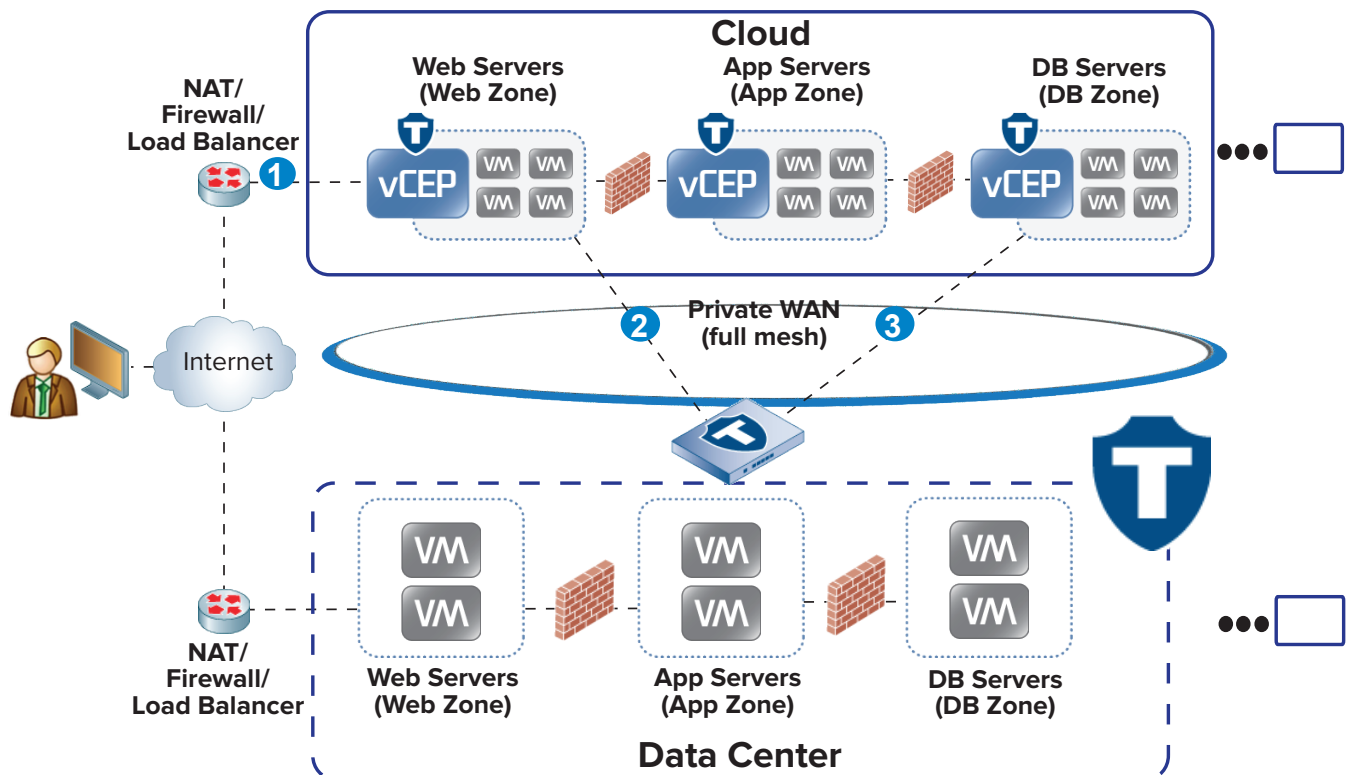 Cloud
Web Servers
(Web Zone)
App Servers
(App Zone)
DB Servers
(DB Zone)
NAT/
Firewall/
Load Balancer
1
T
T
T
vCEP
VM VM
VM VM
vCEP
VM VM
VM VM
vCEP
VM VM
VM VM
Internet
2
Private WAN
(full mesh)
3
T
T
VM
VM
VM
VM
VM
VM
NAT/
Firewall/
Load Balancer
Web Servers
(Web Zone)
App Servers
(App Zone)
DB Servers
(DB Zone)
Data Center